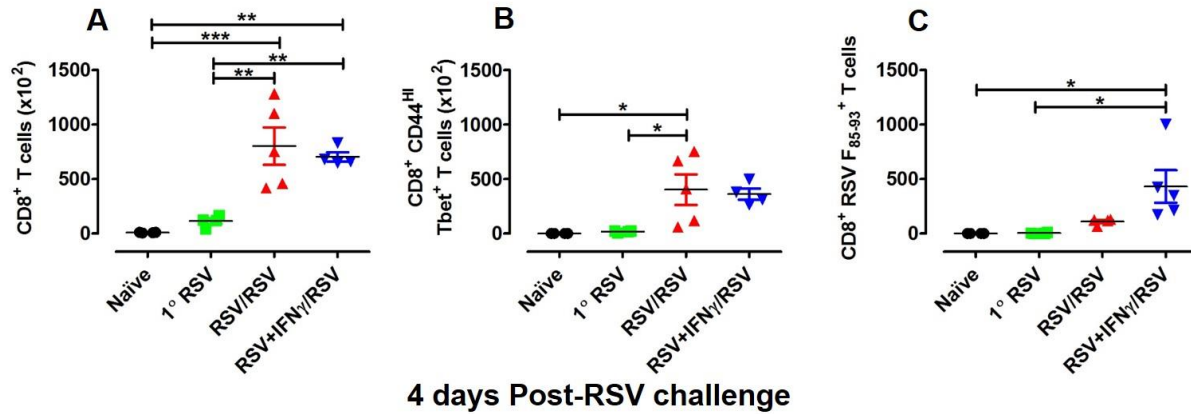 A
**
***
**
**
CD8⁺ T cells (x10²)
1500
1000
500
0
Naïve
1° RSV
RSV/RSV
RSV+IFNγ/RSV
B
*
*
CD8⁺ CD44ᴴᴵ
Tbet⁺ T cells (x10²)
1500
1000
500
0
Naïve
1° RSV
RSV/RSV
RSV+IFNγ/RSV
C
*
*
CD8⁺ RSV F₈₅₋₉₃⁺ T cells
1500
1000
500
0
Naïve
1° RSV
RSV/RSV
RSV+IFNγ/RSV
4 days Post-RSV challenge